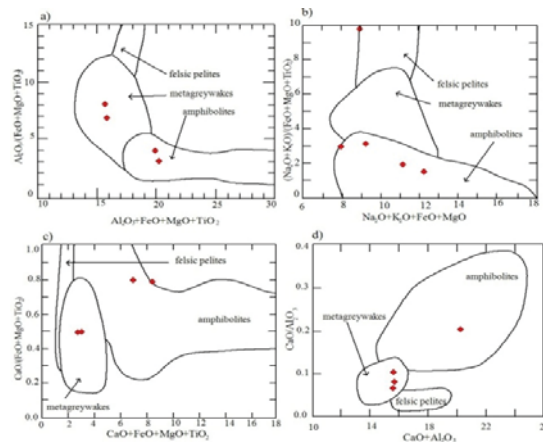 a)
15
10
5
0
10 15 20 25 30
felsic pelites
metagreywakes
amphibolites
Al₂O₃/(FeO+MgO+TiO₂)
Al₂O₃+FeO+MgO+TiO₂
b)
10
8
6
4
2
0
6 8 10 12 14 16 18
felsic pelites
metagreywakes
amphibolites
(Na₂O+K₂O)/(FeO+MgO+TiO₂)
Na₂O+K₂O+FeO+MgO
c)
1.0
0.8
0.6
0.4
0.2
0
0 2 4 6 8 10 12 14 16 18
felsic pelites
amphibolites
metagreywakes
CaO/(FeO+MgO+TiO₂)
CaO+FeO+MgO+TiO₂
d)
0.4
0.3
0.2
0.1
0.0
10 15 20 25
amphibolites
metagreywakes
felsic pelites
CaO/Al₂O₃
CaO+Al₂O₃